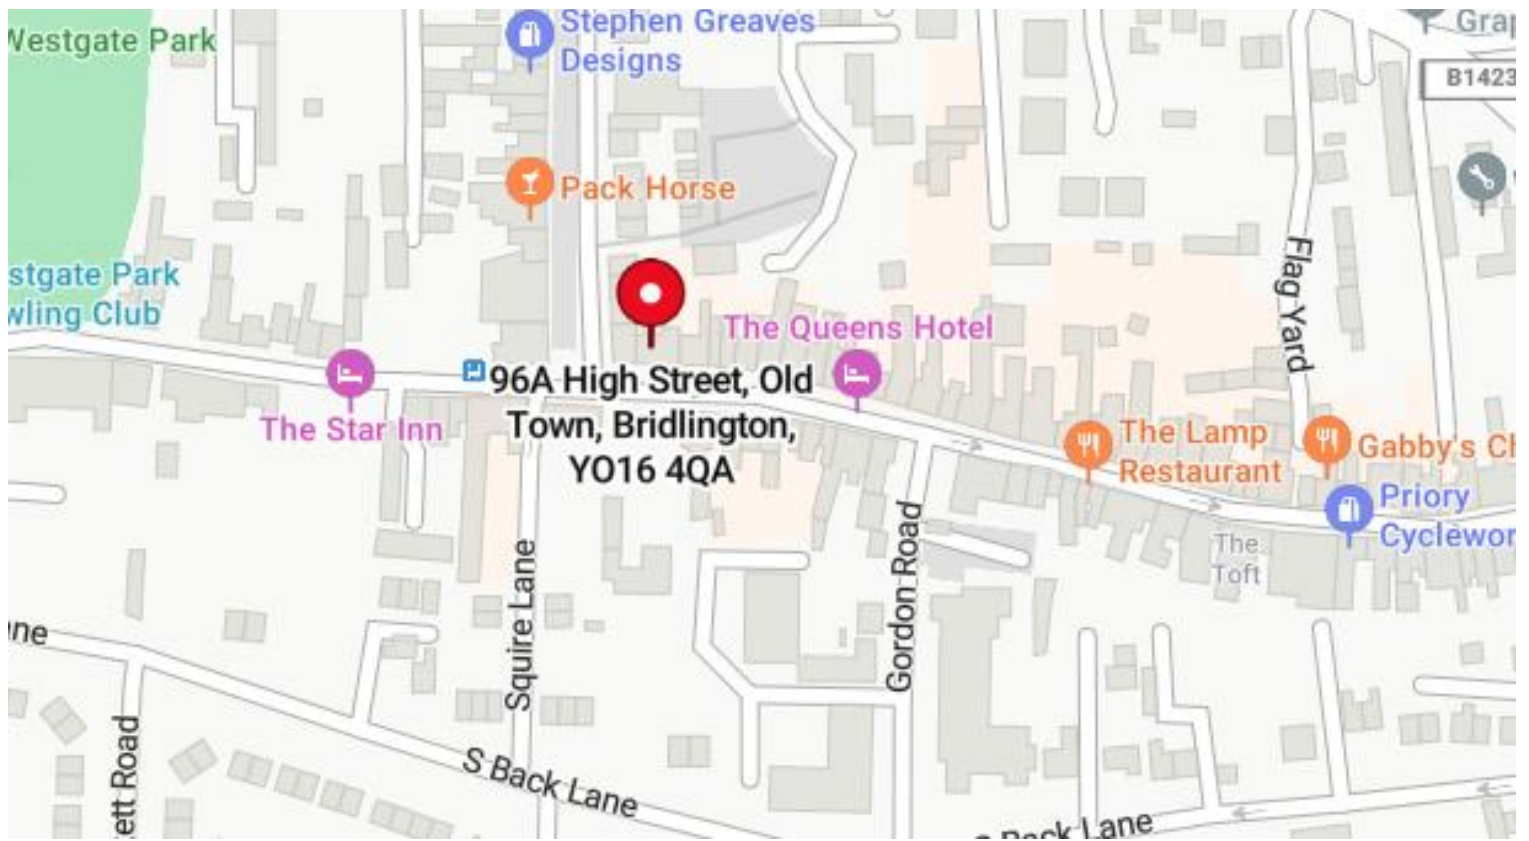 Westgate Park
Stephen Greaves
Designs
Grap
B1423
Pack Horse
stgate Park
wling Club
Flag Yard
The Queens Hotel
96A High Street, Old
Town, Bridlington,
YO16 4QA
The Star Inn
The Lamp
Restaurant
Gabby's Ch
Priory
Cyclewor
The
Toft
Gordon Road
Squire Lane
ne
ett Road
S Back Lane
S Back Lane